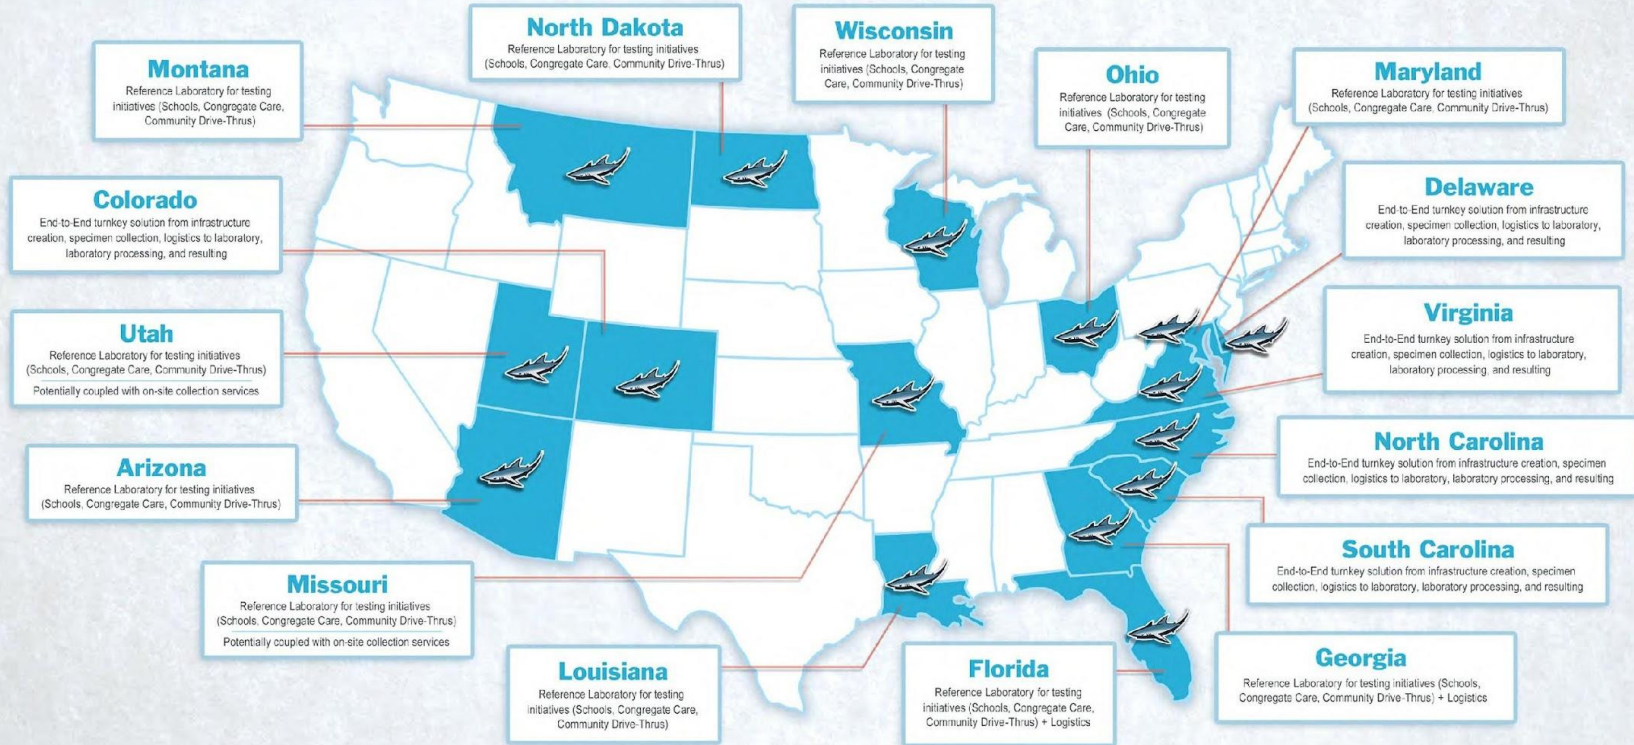 North Dakota
Reference Laboratory for testing initiatives
(Schools, Congregate Care, Community Drive-Thrus)
Wisconsin
Reference Laboratory for testing
initiatives (Schools, Congregate
Care, Community Drive-Thrus)
Montana
Reference Laboratory for testing
initiatives (Schools, Congregate Care,
Community Drive-Thrus)
Ohio
Reference Laboratory for testing
initiatives (Schools, Congregate
Care, Community Drive-Thrus)
Maryland
Reference Laboratory for testing initiatives
(Schools, Congregate Care, Community Drive-Thrus)
Colorado
End-to-End turnkey solution from infrastructure
creation, specimen collection, logistics to laboratory,
laboratory processing, and resulting
Delaware
End-to-End turnkey solution from infrastructure
creation, specimen collection, logistics to laboratory,
laboratory processing, and resulting
Utah
Reference Laboratory for testing initiatives
(Schools, Congregate Care, Community Drive-Thrus)
Potentially coupled with on-site collection services
Virginia
End-to-End turnkey solution from infrastructure
creation, specimen collection, logistics to laboratory,
laboratory processing, and resulting
Arizona
Reference Laboratory for testing initiatives
(Schools, Congregate Care, Community Drive-Thrus)
North Carolina
End-to-End turnkey solution from infrastructure creation, specimen
collection, logistics to laboratory, laboratory processing, and resulting
Missouri
Reference Laboratory for testing initiatives
(Schools, Congregate Care, Community Drive-Thrus)
Potentially coupled with on-site collection services
South Carolina
End-to-End turnkey solution from infrastructure creation, specimen
collection, logistics to laboratory, laboratory processing, and resulting
Louisiana
Reference Laboratory for testing
initiatives (Schools, Congregate Care,
Community Drive-Thrus)
Florida
Reference Laboratory for testing
initiatives (Schools, Congregate Care,
Community Drive-Thrus) + Logistics
Georgia
Reference Laboratory for testing initiatives (Schools,
Congregate Care, Community Drive-Thrus) + Logistics